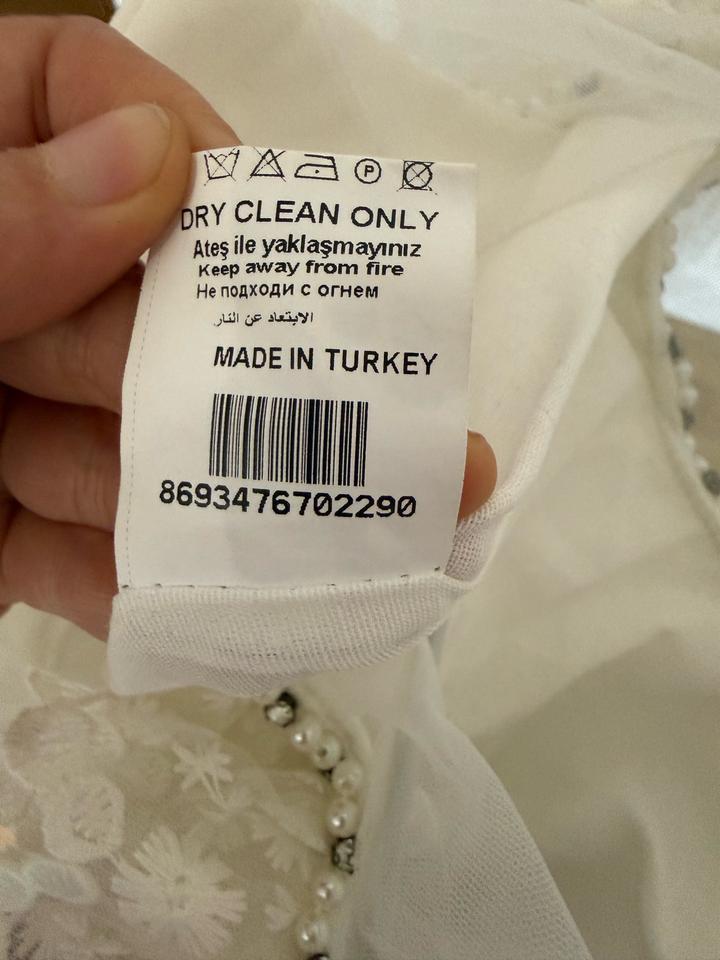 P
DRY CLEAN ONLY
Ateş ile yaklaşmayınız
Keep away from fire
Не подходи с огнем
الابتعاد عن النار.
MADE IN TURKEY
8693476702290